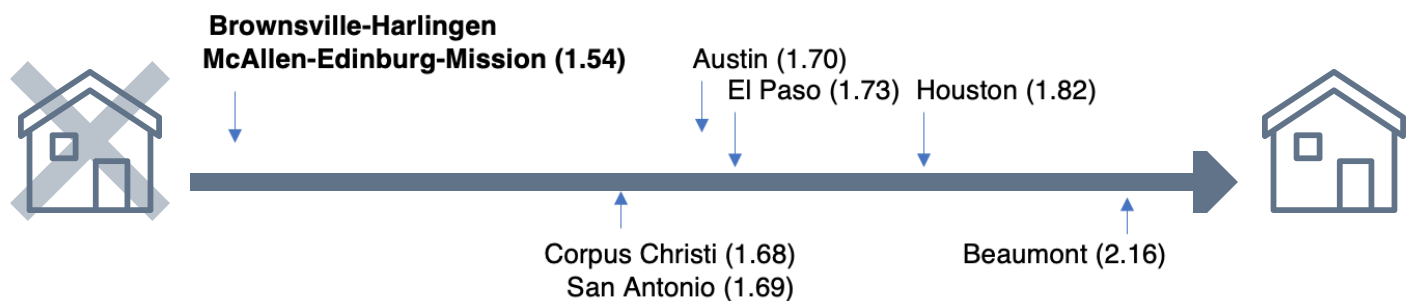 Brownsville-Harlingen
McAllen-Edinburg-Mission (1.54)
Austin (1.70)
El Paso (1.73)
Houston (1.82)
Corpus Christi (1.68)
San Antonio (1.69)
Beaumont (2.16)